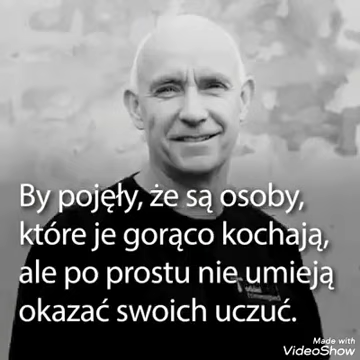 By pojęły, że są osoby,
które je gorąco kochają,
ale po prostu nie umieją
okazać swoich uczuć.
Made with
VideoShow